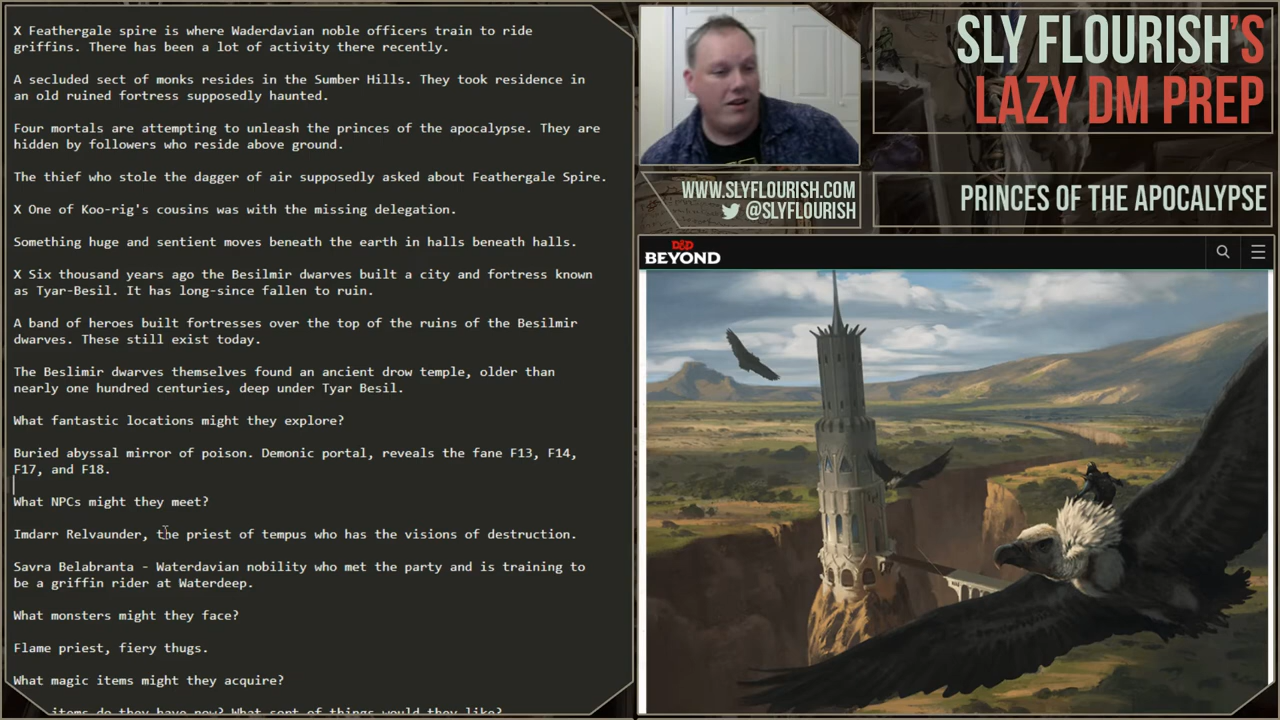 X Feathergale spire is where Waderdavian noble officers train to ride
griffins. There has been a lot of activity there recently.
A secluded sect of monks resides in the Sumber Hills. They took residence in
an old ruined fortress supposedly haunted.
Four mortals are attempting to unleash the princes of the apocalypse. They are
hidden by followers who reside above ground.
The thief who stole the dagger of air supposedly asked about Feathergale Spire.
X One of Koo-rig's cousins was with the missing delegation.
Something huge and sentient moves beneath the earth in halls beneath halls.
X Six thousand years ago the Besilmir dwarves built a city and fortress known
as Tyar-Besil. It has long-since fallen to ruin.
A band of heroes built fortresses over the top of the ruins of the Besilmir
dwarves. These still exist today.
The Beslimir dwarves themselves found an ancient drow temple, older than
nearly one hundred centuries, deep under Tyar Besil.
What fantastic locations might they explore?
Buried abyssal mirror of poison. Demonic portal, reveals the fane F13, F14,
F17, and F18.
What NPCs might they meet?
Imdarr Relvaunder, the priest of tempus who has the visions of destruction.
Savra Belabranta - Waterdavian nobility who met the party and is training to
be a griffin rider at Waterdeep.
What monsters might they face?
Flame priest, fiery thugs.
What magic items might they acquire?
items do they have now? What sort of things would they like?
SLY FLOURISH'S
LAZY DM PREP
WWW.SLYFLOURISH.COM
@SLYFLOURISH
PRINCES OF THE APOCALYPSE
D&D
BEYOND